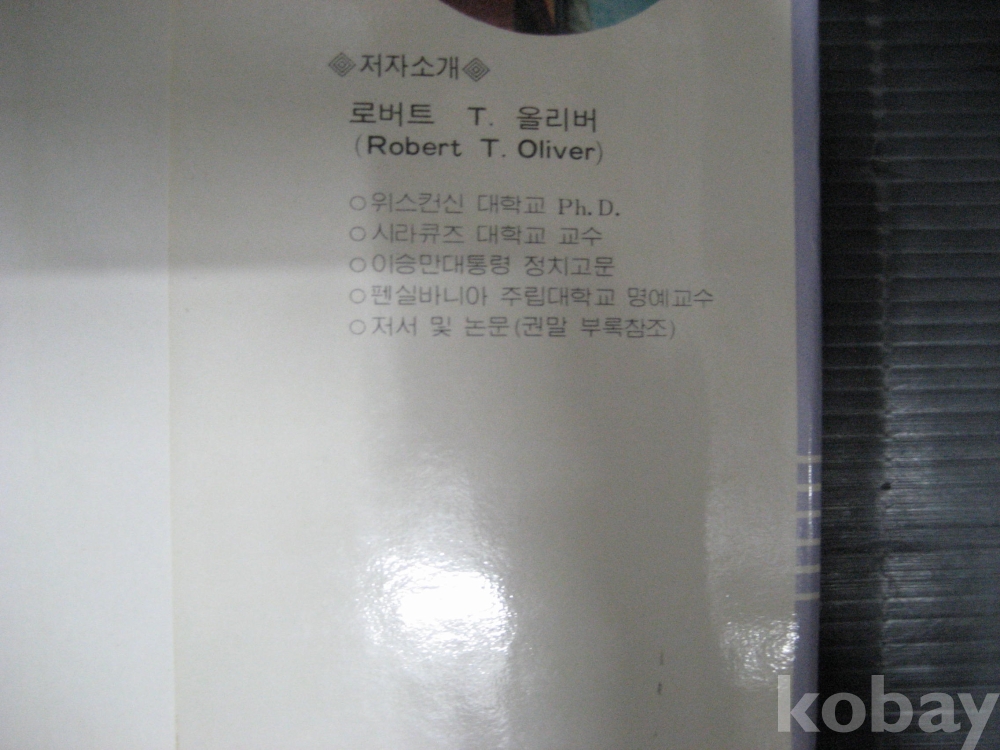 ◈저자소개◈
로버트 T. 올리버
(Robert T. Oliver)
○위스컨신 대학교 Ph.D.
○시라큐즈 대학교 교수
○이승만대통령 정치고문
○펜실바니아 주립대학교 명예교수
○저서 및 논문(권말 부록참조)
kobay